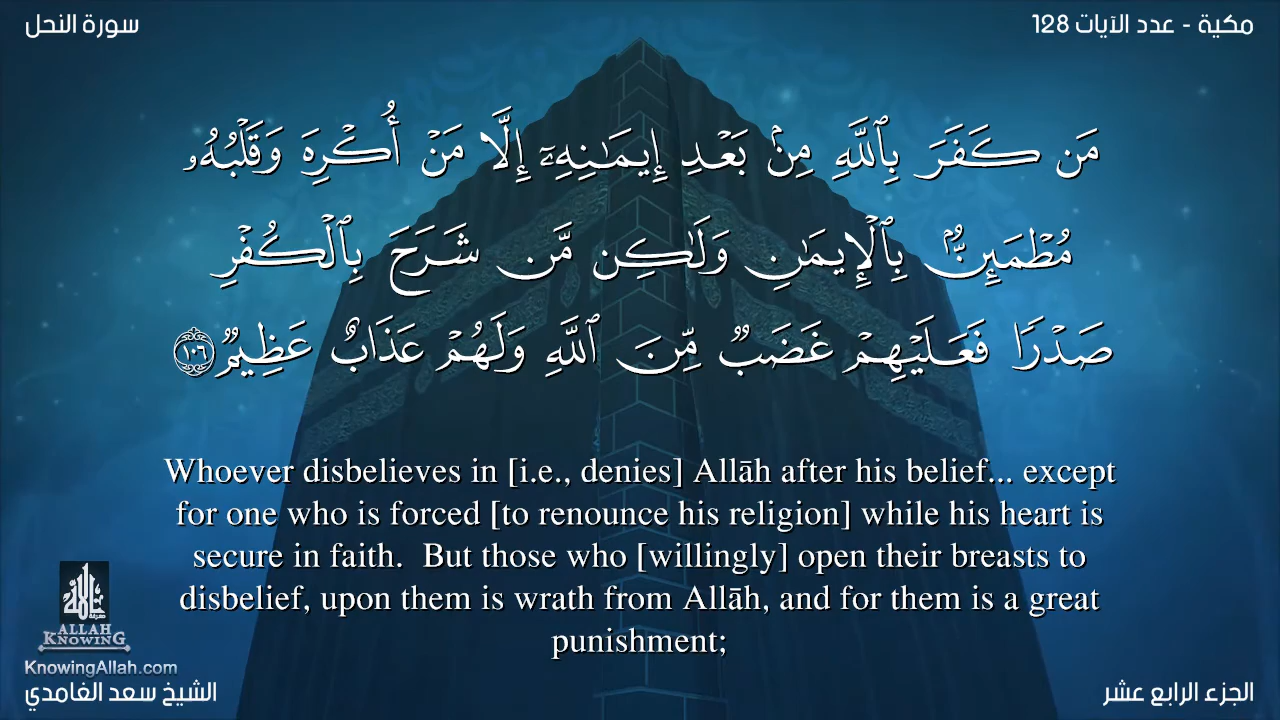 سورة النحل
مكية - عدد الآيات 128
مَن كَفَرَ بِٱللَّهِ مِنۢ بَعْدِ إِيمَـٰنِهِۦٓ إِلَّا مَنْ أُكْرِهَ وَقَلْبُهُۥ
مُطْمَئِنٌّۢ بِٱلْإِيمَـٰنِ وَلَـٰكِن مَّن شَرَحَ بِٱلْكُفْرِ
صَدْرًا فَعَلَيْهِمْ غَضَبٌ مِّنَ ٱللَّهِ وَلَهُمْ عَذَابٌ عَظِيمٌ ١٠٦
Whoever disbelieves in [i.e., denies] Allāh after his belief... except
for one who is forced [to renounce his religion] while his heart is
secure in faith.  But those who [willingly] open their breasts to
disbelief, upon them is wrath from Allāh, and for them is a great
punishment;
ALLAH
KNOWING
KnowingAllah.com
الشيخ سعد الغامدي
الجزء الرابع عشر